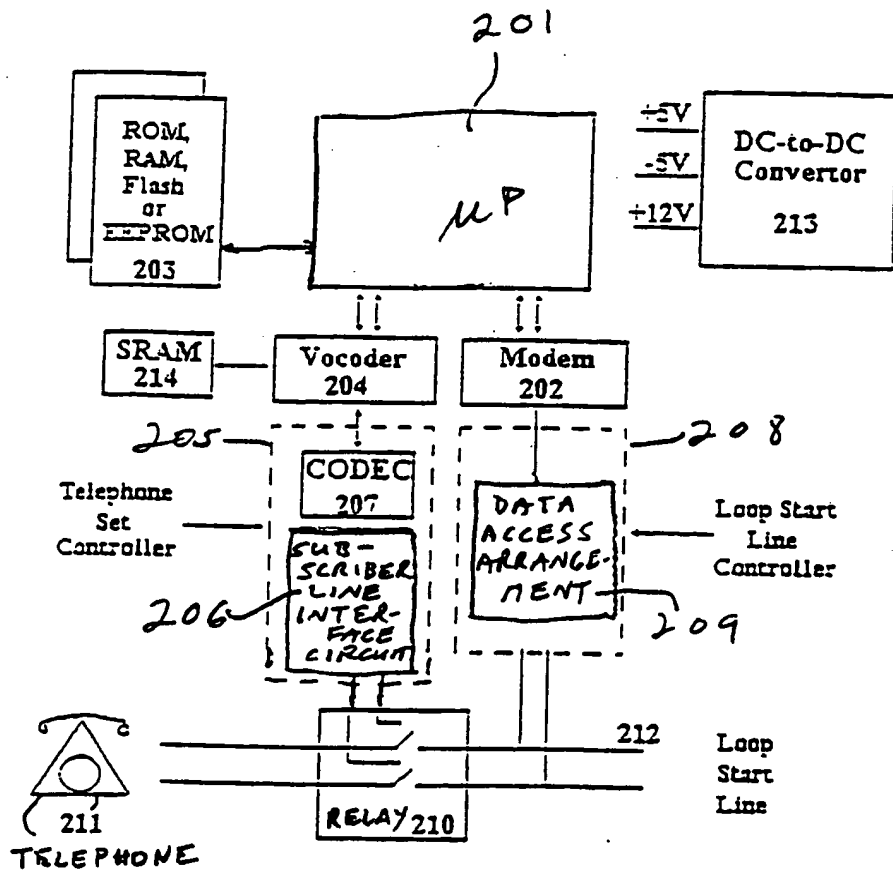 201
ROM,
RAM,
Flash
or
EEPROM
203
μP
+5V
-5V
+12V
DC-to-DC
Convertor
213
SRAM
214
Vocoder
204
Modem
202
205
208
CODEC
207
Telephone
Set
Controller
DATA
ACCESS
ARRANGE-
MENT
Loop Start
Line
Controller
SUB-
SCRIBER
LINE
INTER-
FACE
CIRCUIT
206
209
212
Loop
Start
Line
211
TELEPHONE
RELAY 210